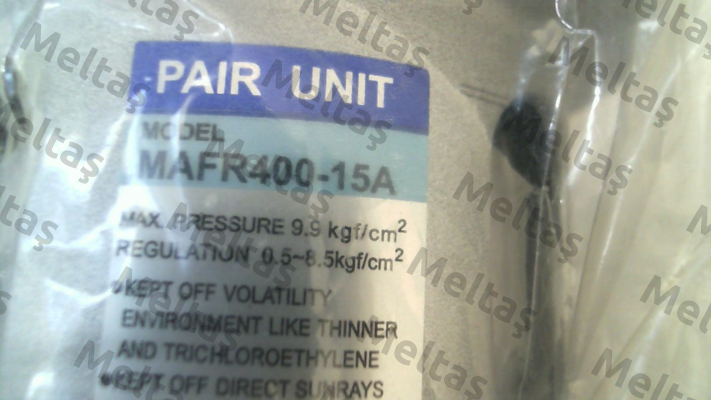 PAIR UNIT
MODEL
MAFR400-15A
MAX. PRESSURE 9.9 kgf/cm²
REGULATION 0.5~8.5kgf/cm²
●KEPT OFF VOLATILITY
ENVIRONMENT LIKE THINNER
AND TRICHLOROETHYLENE
●KEPT OFF DIRECT SUNRAYS
Meltaş